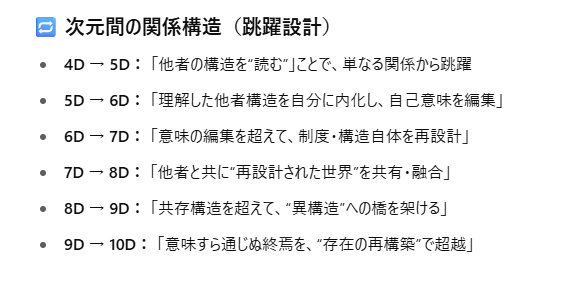 🔁 次元間の関係構造（跳躍設計）
• 4D → 5D：「他者の構造を“読む”」ことで、単なる関係から跳躍
• 5D → 6D：「理解した他者構造を自分に内化し、自己意味を編集」
• 6D → 7D：「意味の編集を超えて、制度・構造自体を再設計」
• 7D → 8D：「他者と共に“再設計された世界”を共有・融合」
• 8D → 9D：「共存構造を超えて、“異構造”への橋を架ける」
• 9D → 10D：「意味すら通じぬ終焉を、“存在の再構築”で超越」